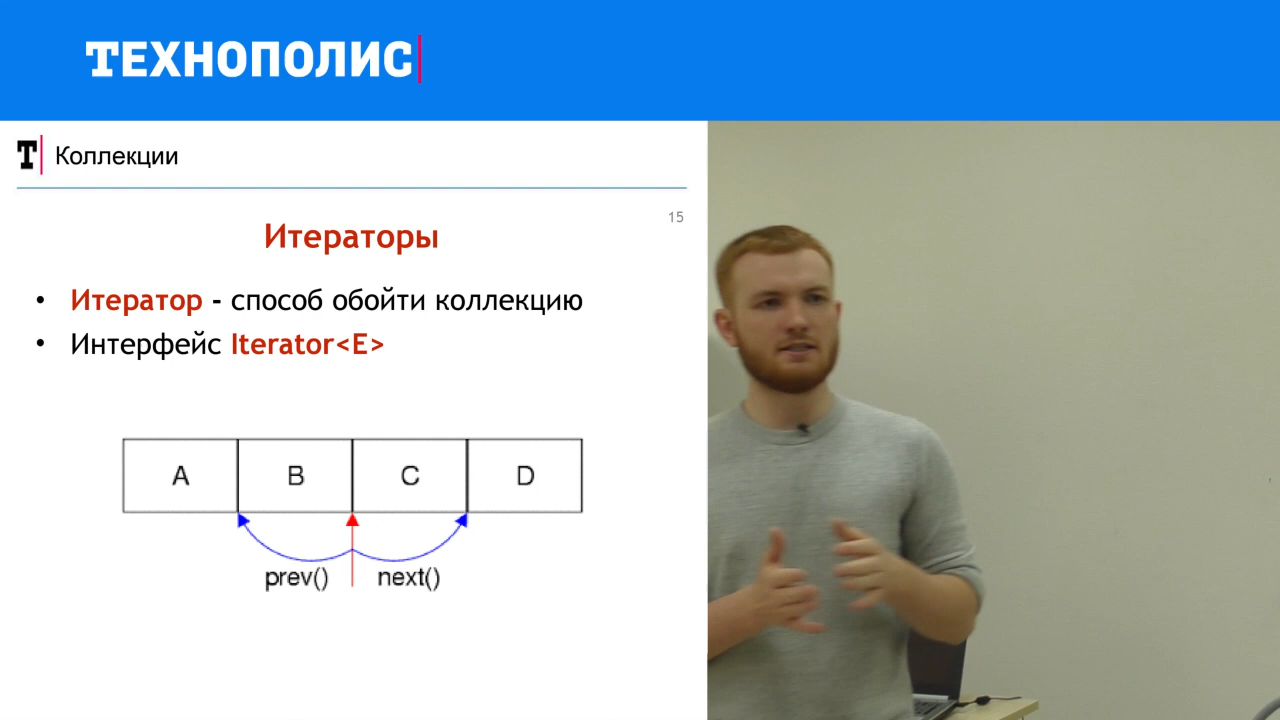 ТЕХНОПОЛИС
Т Коллекции
15
Итераторы
• Итератор - способ обойти коллекцию
• Интерфейс Iterator<E>
A B C D
prev() next()